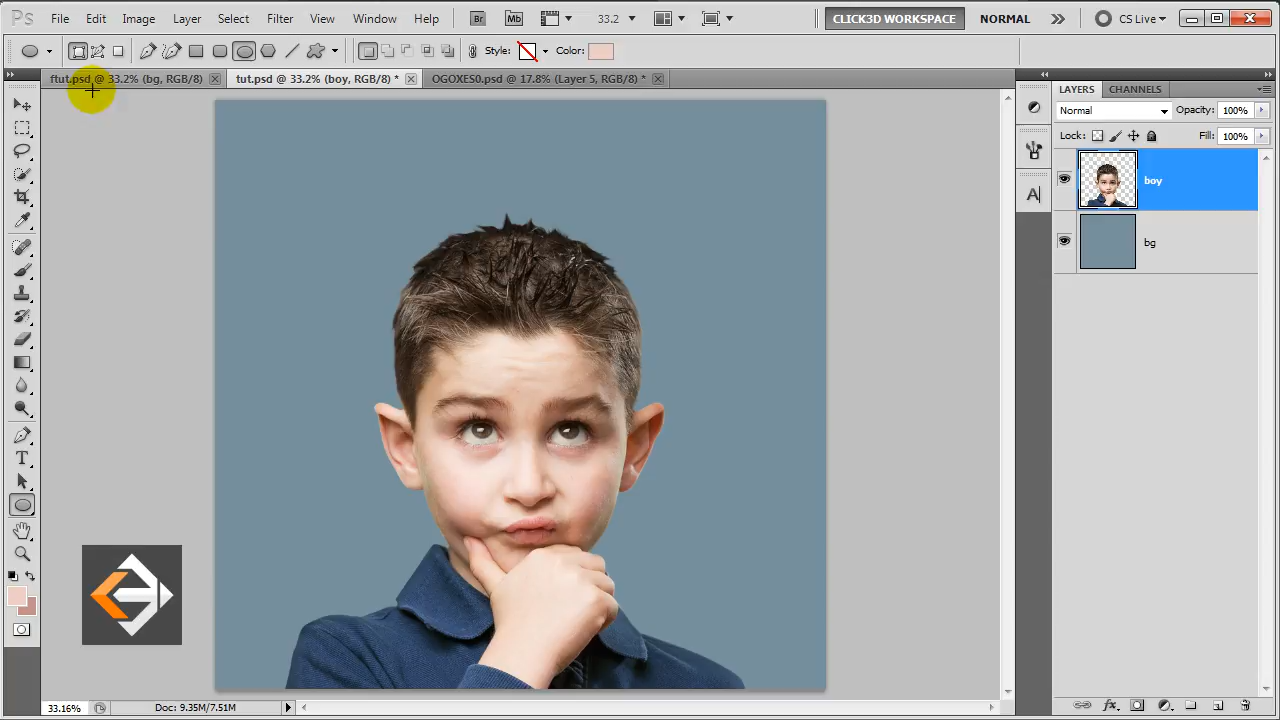 Ps File Edit Image Layer Select Filter View Window Help Br Mb 33.2 CLICK3D WORKSPACE NORMAL CS Live
Style: Color:
ftut.psd @ 33.2% (bg, RGB/8) tut.psd @ 33.2% (boy, RGB/8) * OGOXES0.psd @ 17.8% (Layer 5, RGB/8) *
LAYERS CHANNELS
Normal Opacity: 100%
Lock: Fill: 100%
boy
bg
33.16% Doc: 9.35M/7.51M